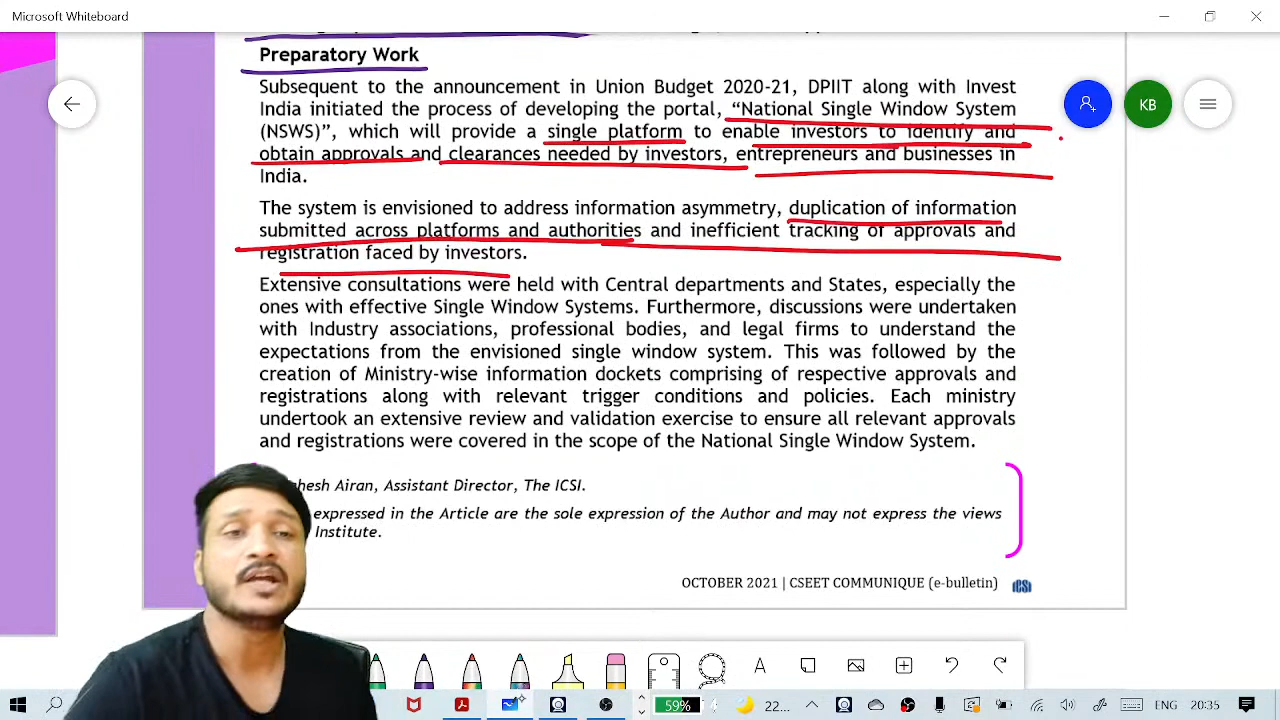 Microsoft Whiteboard
Preparatory Work
Subsequent to the announcement in Union Budget 2020-21, DPIIT along with Invest
India initiated the process of developing the portal, “National Single Window System
(NSWS)”, which will provide a single platform to enable investors to identify and
obtain approvals and clearances needed by investors, entrepreneurs and businesses in
India.
The system is envisioned to address information asymmetry, duplication of information
submitted across platforms and authorities and inefficient tracking of approvals and
registration faced by investors.
Extensive consultations were held with Central departments and States, especially the
ones with effective Single Window Systems. Furthermore, discussions were undertaken
with Industry associations, professional bodies, and legal firms to understand the
expectations from the envisioned single window system. This was followed by the
creation of Ministry-wise information dockets comprising of respective approvals and
registrations along with relevant trigger conditions and policies. Each ministry
undertook an extensive review and validation exercise to ensure all relevant approvals
and registrations were covered in the scope of the National Single Window System.
Airan, Assistant Director, The ICSI.
expressed in the Article are the sole expression of the Author and may not express the views
Institute.
OCTOBER 2021 | CSEET COMMUNIQUE (e-bulletin) ICSI
KB
A
59%
22...
ENG
20:35